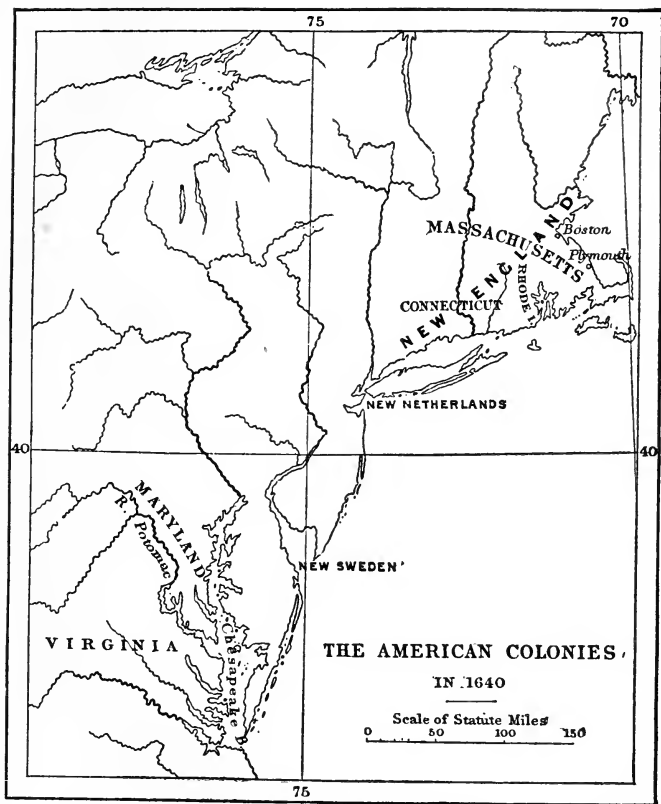 75
70
NEW ENGLAND
MASSACHUSETTS
Boston
Plymouth
RHODE I.
CONNECTICUT
NEW NETHERLANDS
40
40
MARYLAND
R. Potomac
NEW SWEDEN
VIRGINIA
Chesapeake B.
THE AMERICAN COLONIES
IN 1640
Scale of Statute Miles
0 50 100 150
75